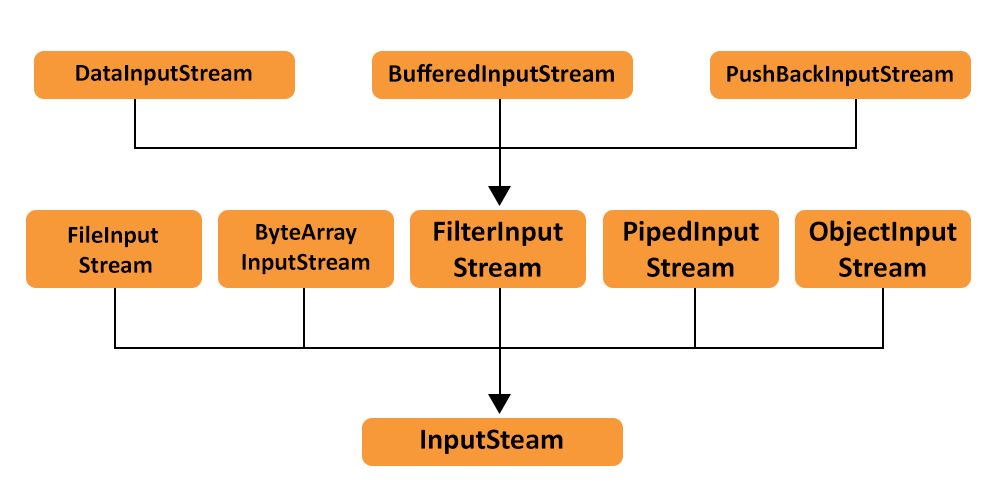 DataInputStream
BufferedInputStream
PushBackInputStream
FileInput
Stream
ByteArray
InputStream
FilterInput
Stream
PipedInput
Stream
ObjectInput
Stream
InputSteam